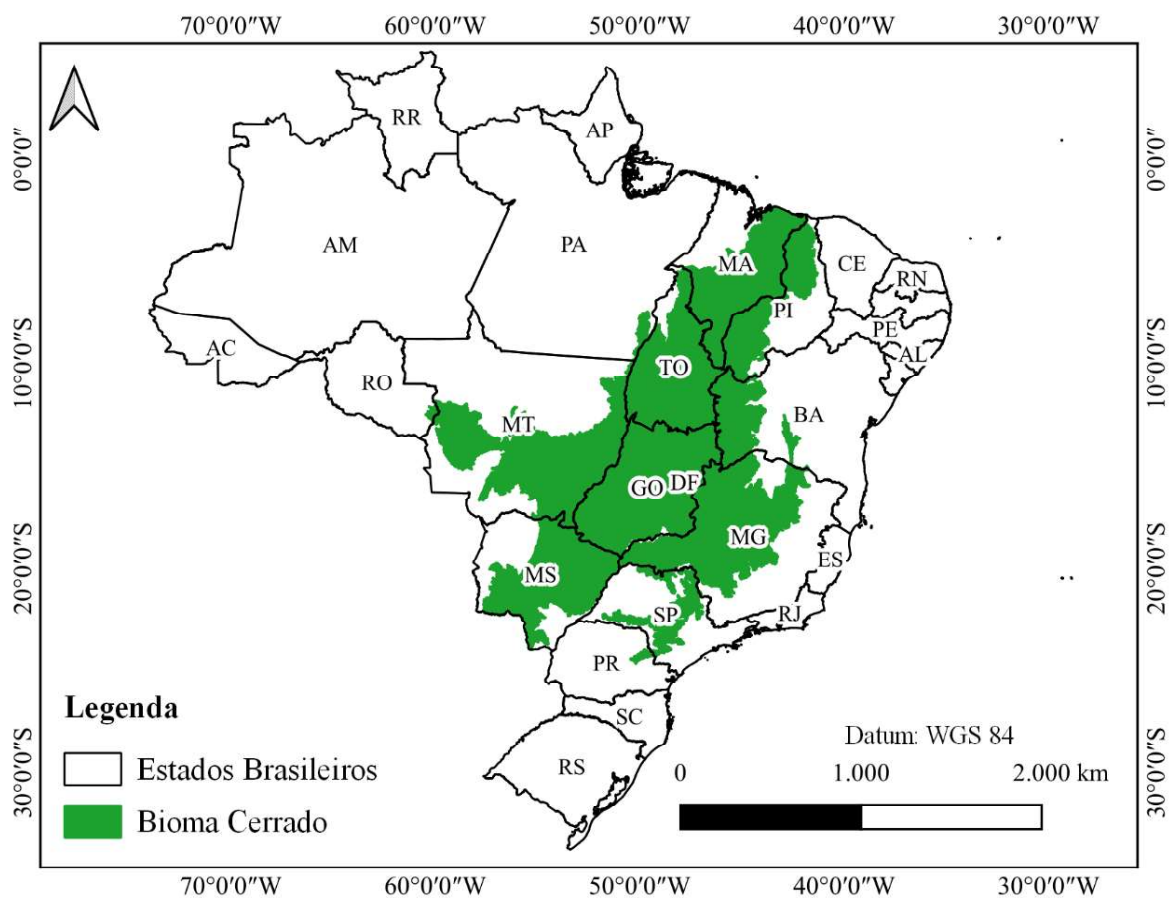 70°0'0"W 60°0'0"W 50°0'0"W 40°0'0"W 30°0'0"W
0°0'0"
10°0'0"S
20°0'0"S
30°0'0"S
RR
AP
AM
PA
MA
CE
RN
PI
PE
AL
AC
RO
TO
MT
BA
GO
DF
MG
MS
ES
SP
RJ
PR
SC
RS
Legenda
Estados Brasileiros
Bioma Cerrado
Datum: WGS 84
0 1.000 2.000 km
0°0'0"
10°0'0"S
20°0'0"S
30°0'0"S
70°0'0"W 60°0'0"W 50°0'0"W 40°0'0"W 30°0'0"W